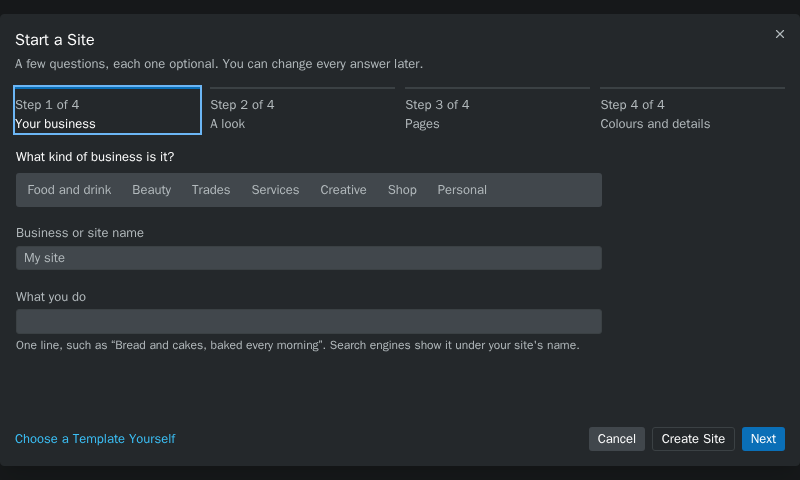 Start a Site
A few questions, each one optional. You can change every answer later.
Step 1 of 4
Your business
Step 2 of 4
A look
Step 3 of 4
Pages
Step 4 of 4
Colours and details
What kind of business is it?
Food and drink Beauty Trades Services Creative Shop Personal
Business or site name
My site
What you do
One line, such as “Bread and cakes, baked every morning”. Search engines show it under your site's name.
Choose a Template Yourself
Cancel
Create Site
Next